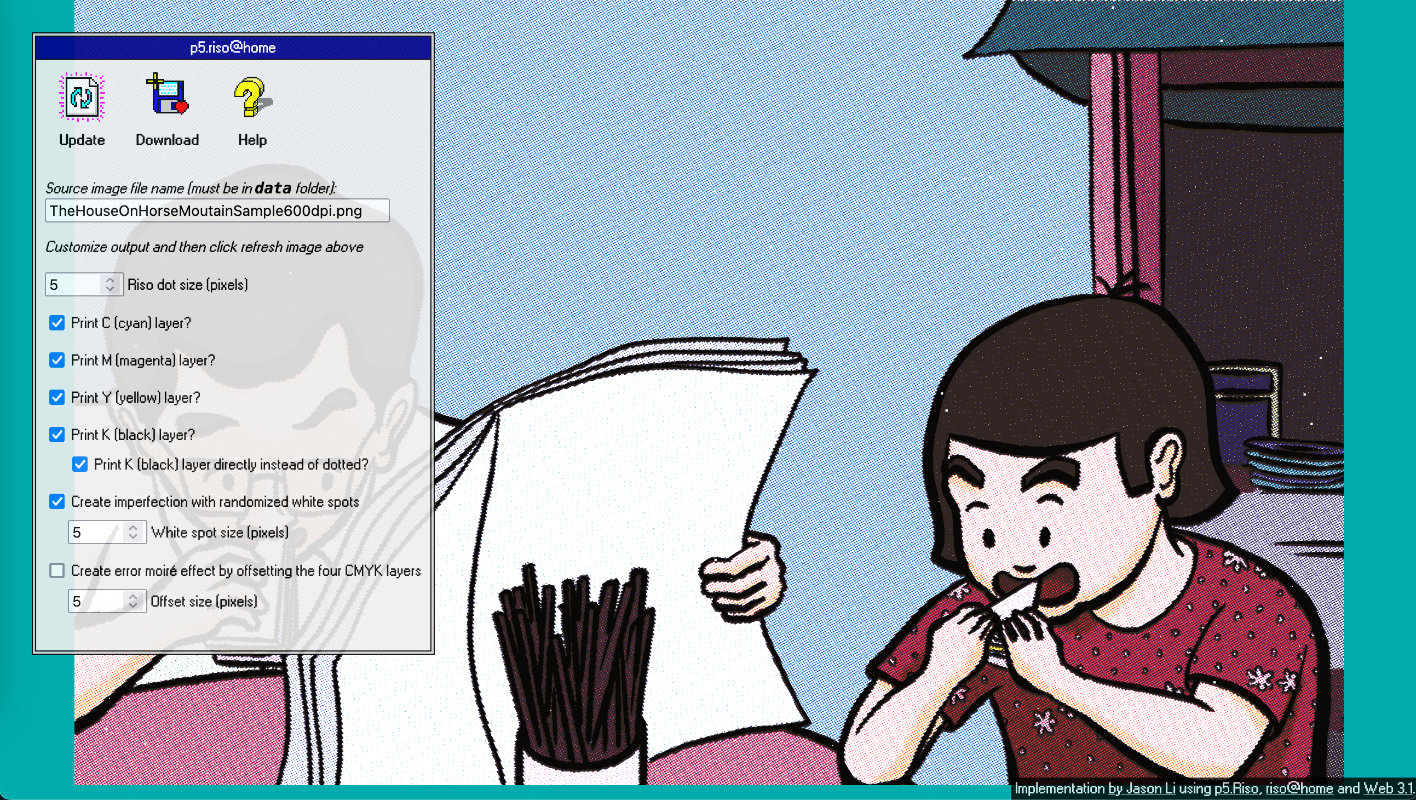 p5.riso@home
Update Download Help
Source image file name (must be in data folder):
TheHouseOnHorseMoutainSample600dpi.png
Customize output and then click refresh image above
5 Riso dot size (pixels)
Print C (cyan) layer?
Print M (magenta) layer?
Print Y (yellow) layer?
Print K (black) layer?
Print K (black) layer directly instead of dotted?
Create imperfection with randomized white spots
5 White spot size (pixels)
Create error moiré effect by offsetting the four CMYK layers
5 Offset size (pixels)
Implementation by Jason Li using p5.Riso, riso@home and Web 3.1